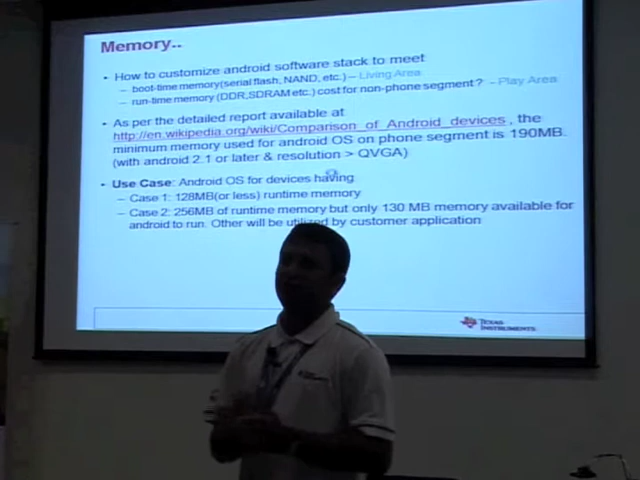 Memory..
• How to customize android software stack to meet
– boot-time memory(serial flash, NAND, etc.) – Living Area
– run-time memory (DDR,SDRAM etc.) cost for non-phone segment ? – Play Area
• As per the detailed report available at
http://en.wikipedia.org/wiki/Comparison_of_Android_devices , the
minimum memory used for android OS on phone segment is 190MB.
(with android 2.1 or later & resolution > QVGA)
• Use Case: Android OS for devices having
– Case 1: 128MB(or less) runtime memory
– Case 2: 256MB of runtime memory but only 130 MB memory available for
android to run. Other will be utilized by customer application
TEXAS
INSTRUMENTS